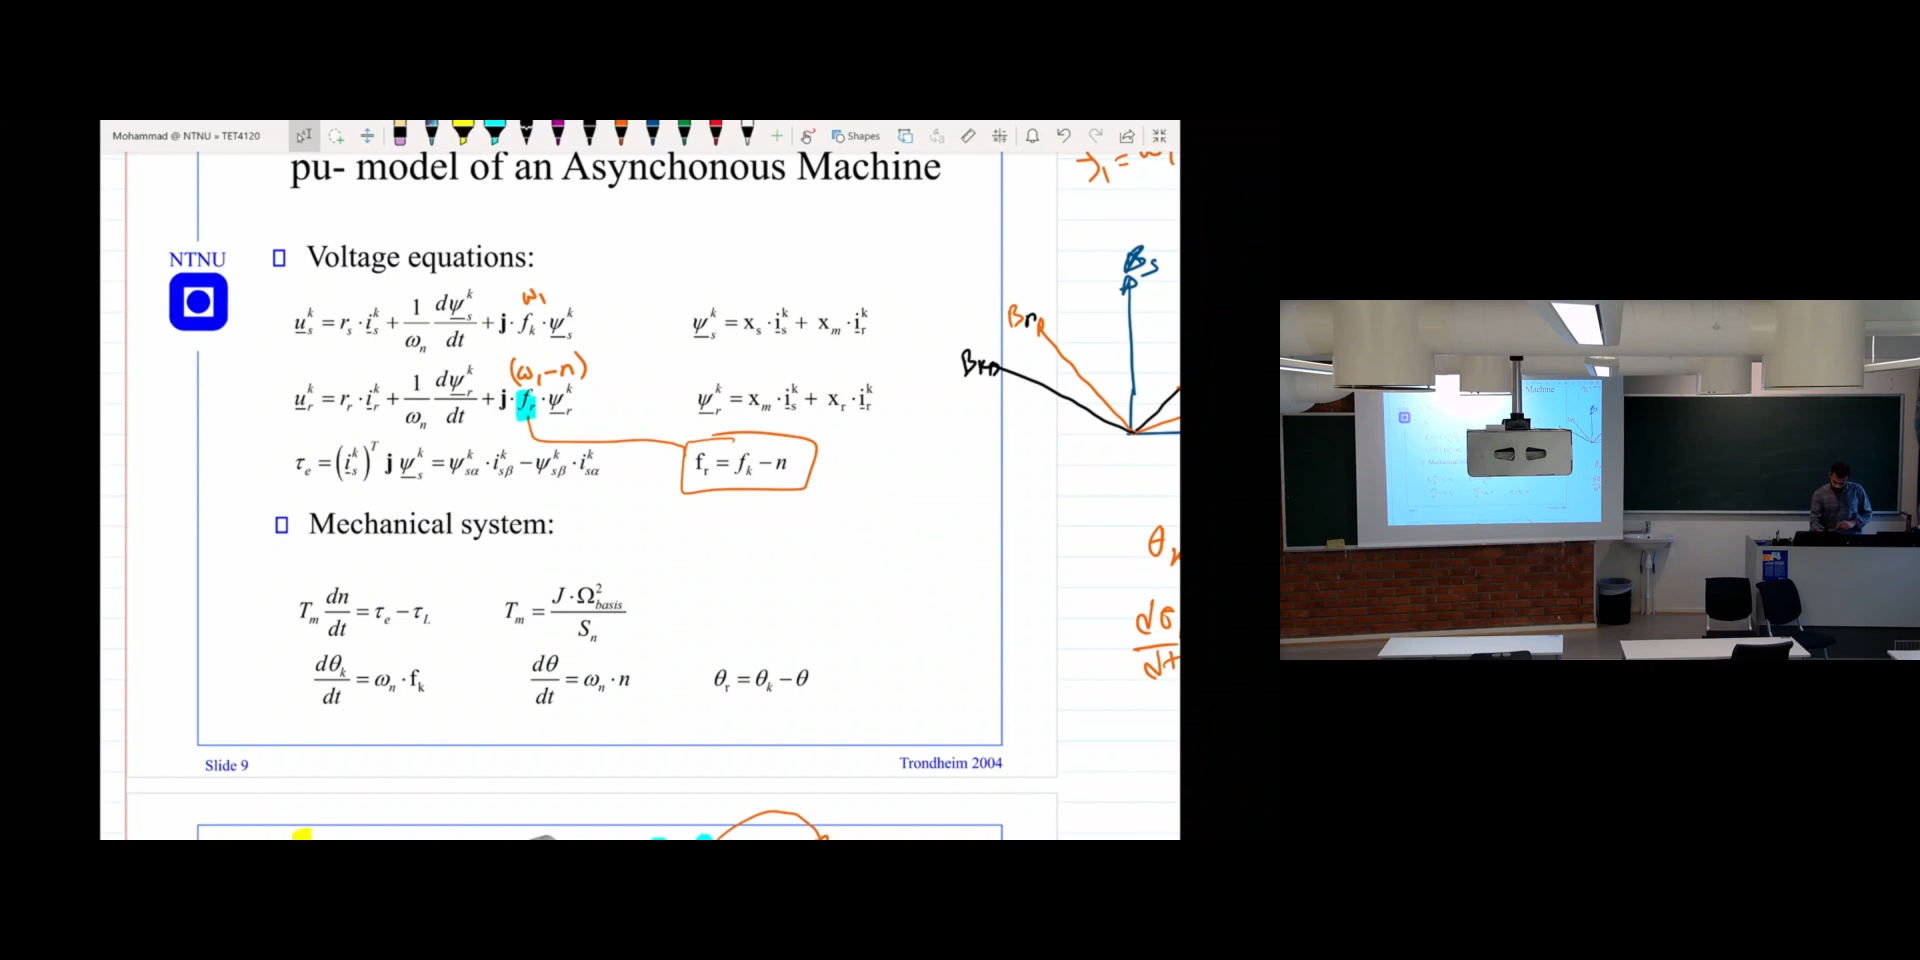 Mohammad @ NTNU » TET4120
Shapes
pu- model of an Asynchonous Machine
NTNU
Voltage equations:
ω₁
u_s^k = r_s · i_s^k + 1/ω_n dψ_s^k/dt + j · f_k · ψ_s^k
ψ_s^k = x_s · i_s^k + x_m · i_r^k
(ω₁-n)
u_r^k = r_r · i_r^k + 1/ω_n dψ_r^k/dt + j · f_r · ψ_r^k
ψ_r^k = x_m · i_s^k + x_r · i_r^k
τ_e = (i_s^k)^T j ψ_s^k = ψ_sα^k · i_sβ^k − ψ_sβ^k · i_sα^k
f_r = f_k − n
Mechanical system:
T_m dn/dt = τ_e − τ_L
T_m = J · Ω²_basis / S_n
dθ_k/dt = ω_n · f_k
dθ/dt = ω_n · n
θ_r = θ_k − θ
Slide 9
Trondheim 2004
Machine